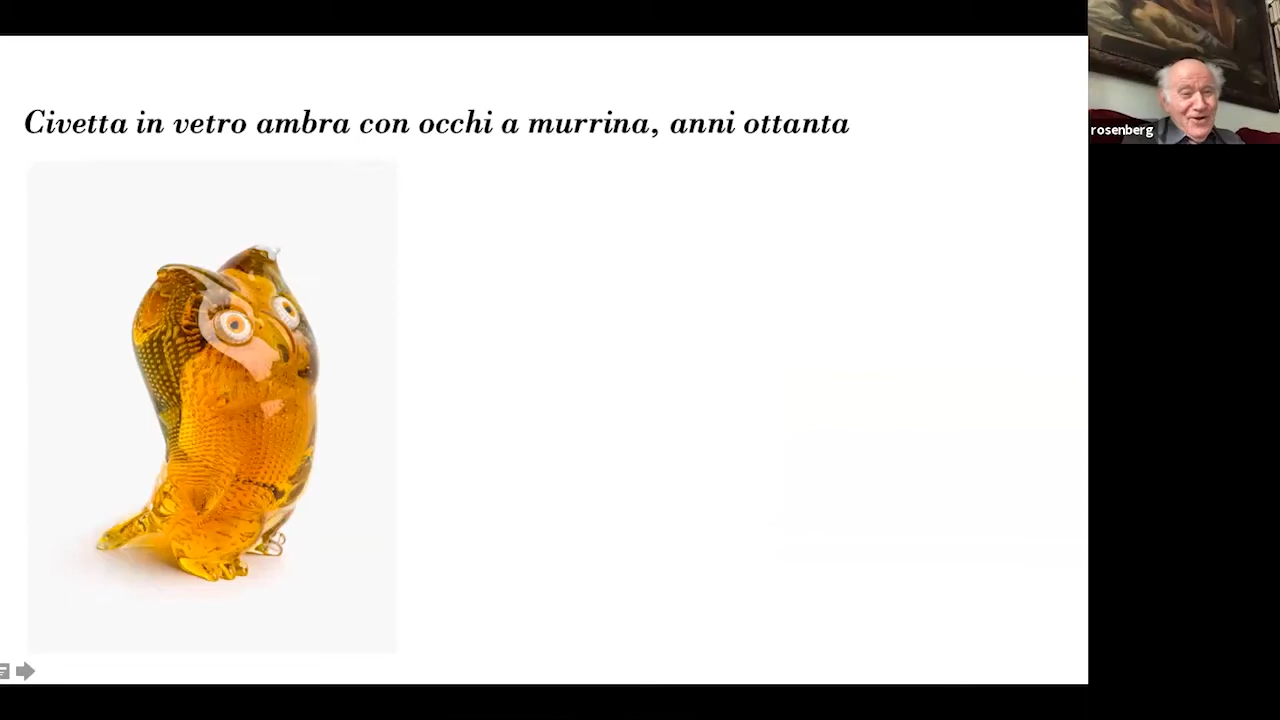 Civetta in vetro ambra con occhi a murrina, anni ottanta
rosenberg